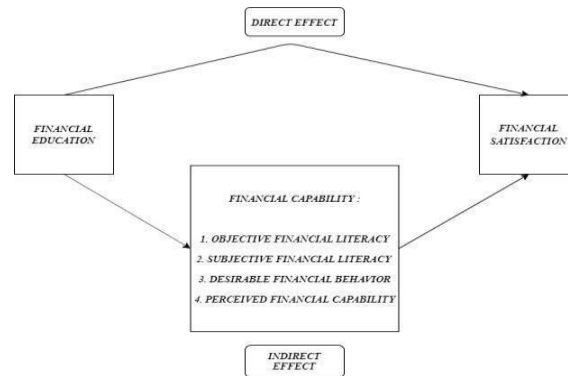 DIRECT EFFECT
FINANCIAL
EDUCATION
FINANCIAL
SATISFACTION
FINANCIAL CAPABILITY :
1. OBJECTIVE FINANCIAL LITERACY
2. SUBJECTIVE FINANCIAL LITERACY
3. DESIRABLE FINANCIAL BEHAVIOR
4. PERCEIVED FINANCIAL CAPABILITY
INDIRECT
EFFECT